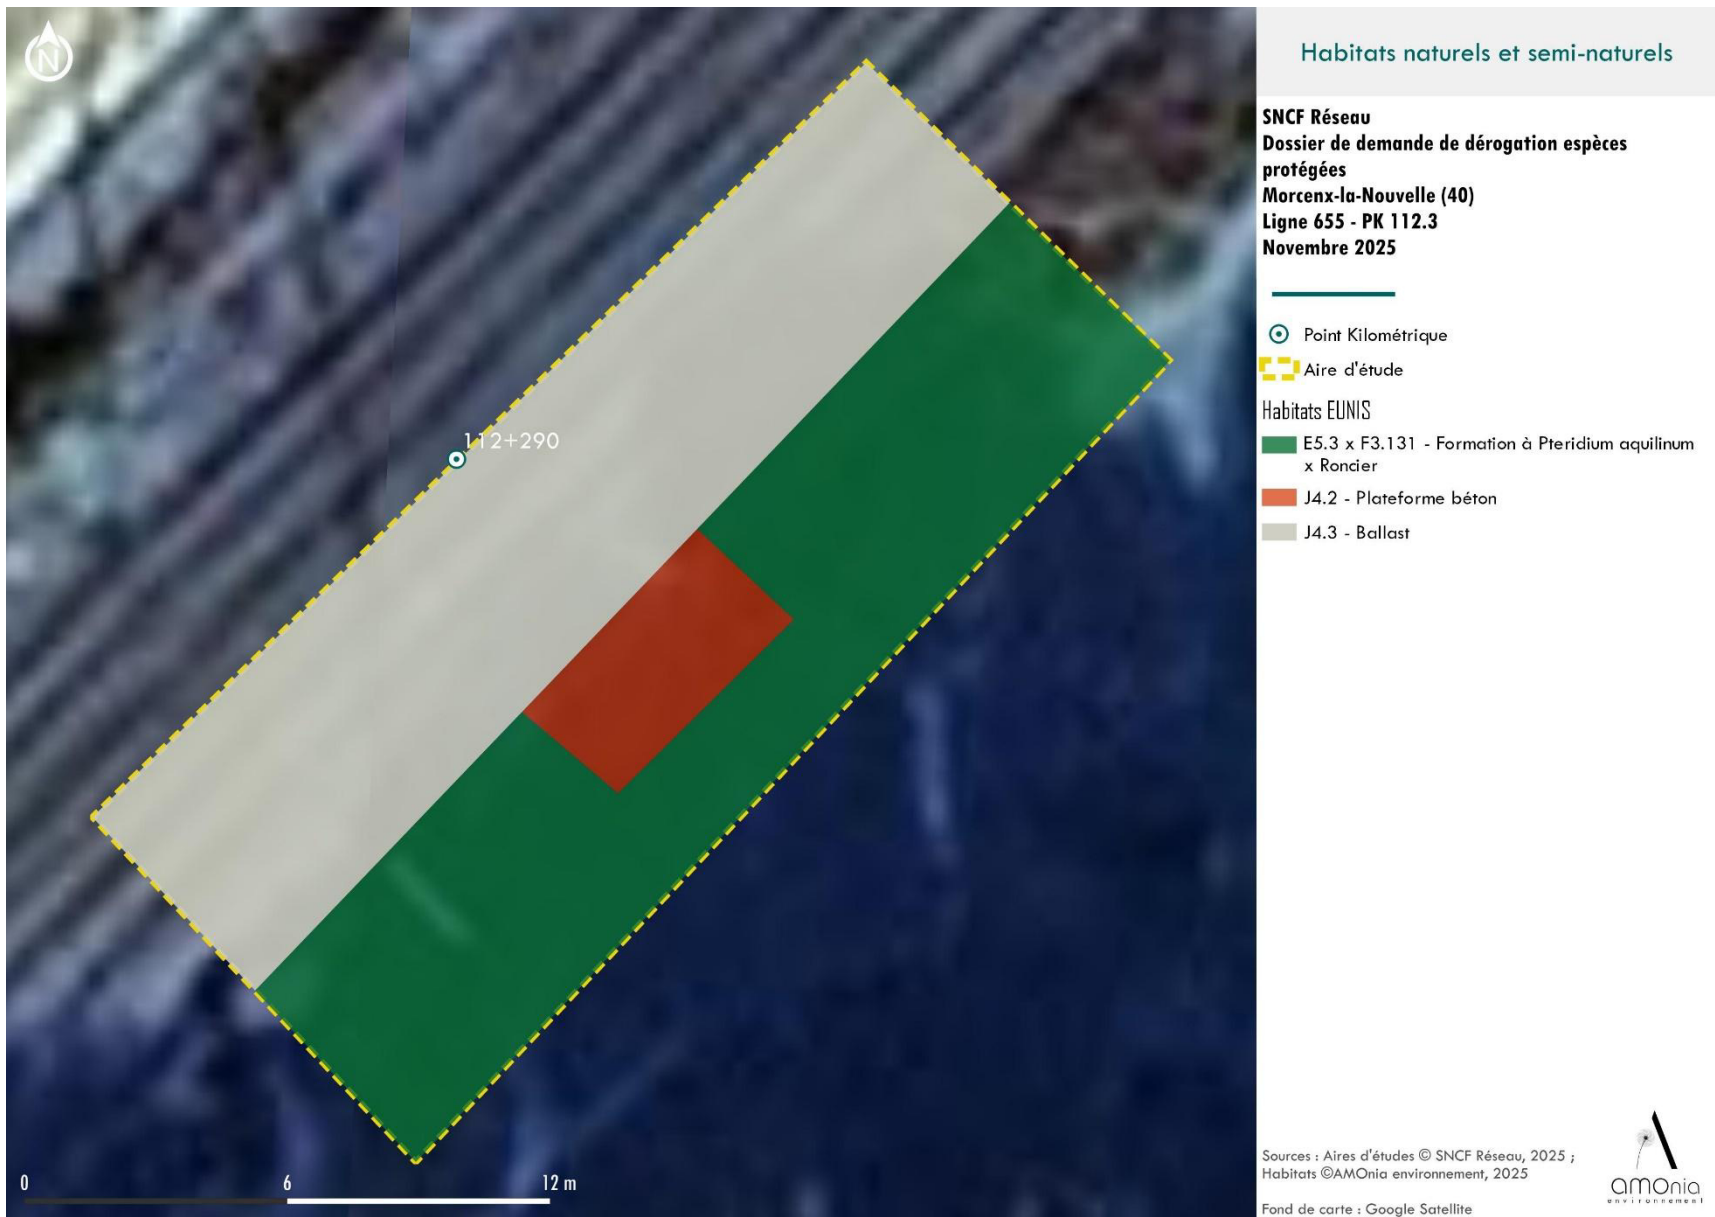 N
Habitats naturels et semi-naturels
SNCF Réseau
Dossier de demande de dérogation espèces
protégées
Morcenx-la-Nouvelle (40)
Ligne 655 - PK 112.3
Novembre 2025
Point Kilométrique
Aire d'étude
Habitats EUNIS
E5.3 x F3.131 - Formation à Pteridium aquilinum
x Roncier
J4.2 - Plateforme béton
J4.3 - Ballast
112+290
0 6 12 m
Sources : Aires d'études © SNCF Réseau, 2025 ;
Habitats ©AMOnia environnement, 2025
Fond de carte : Google Satellite
aMOnia
environnement